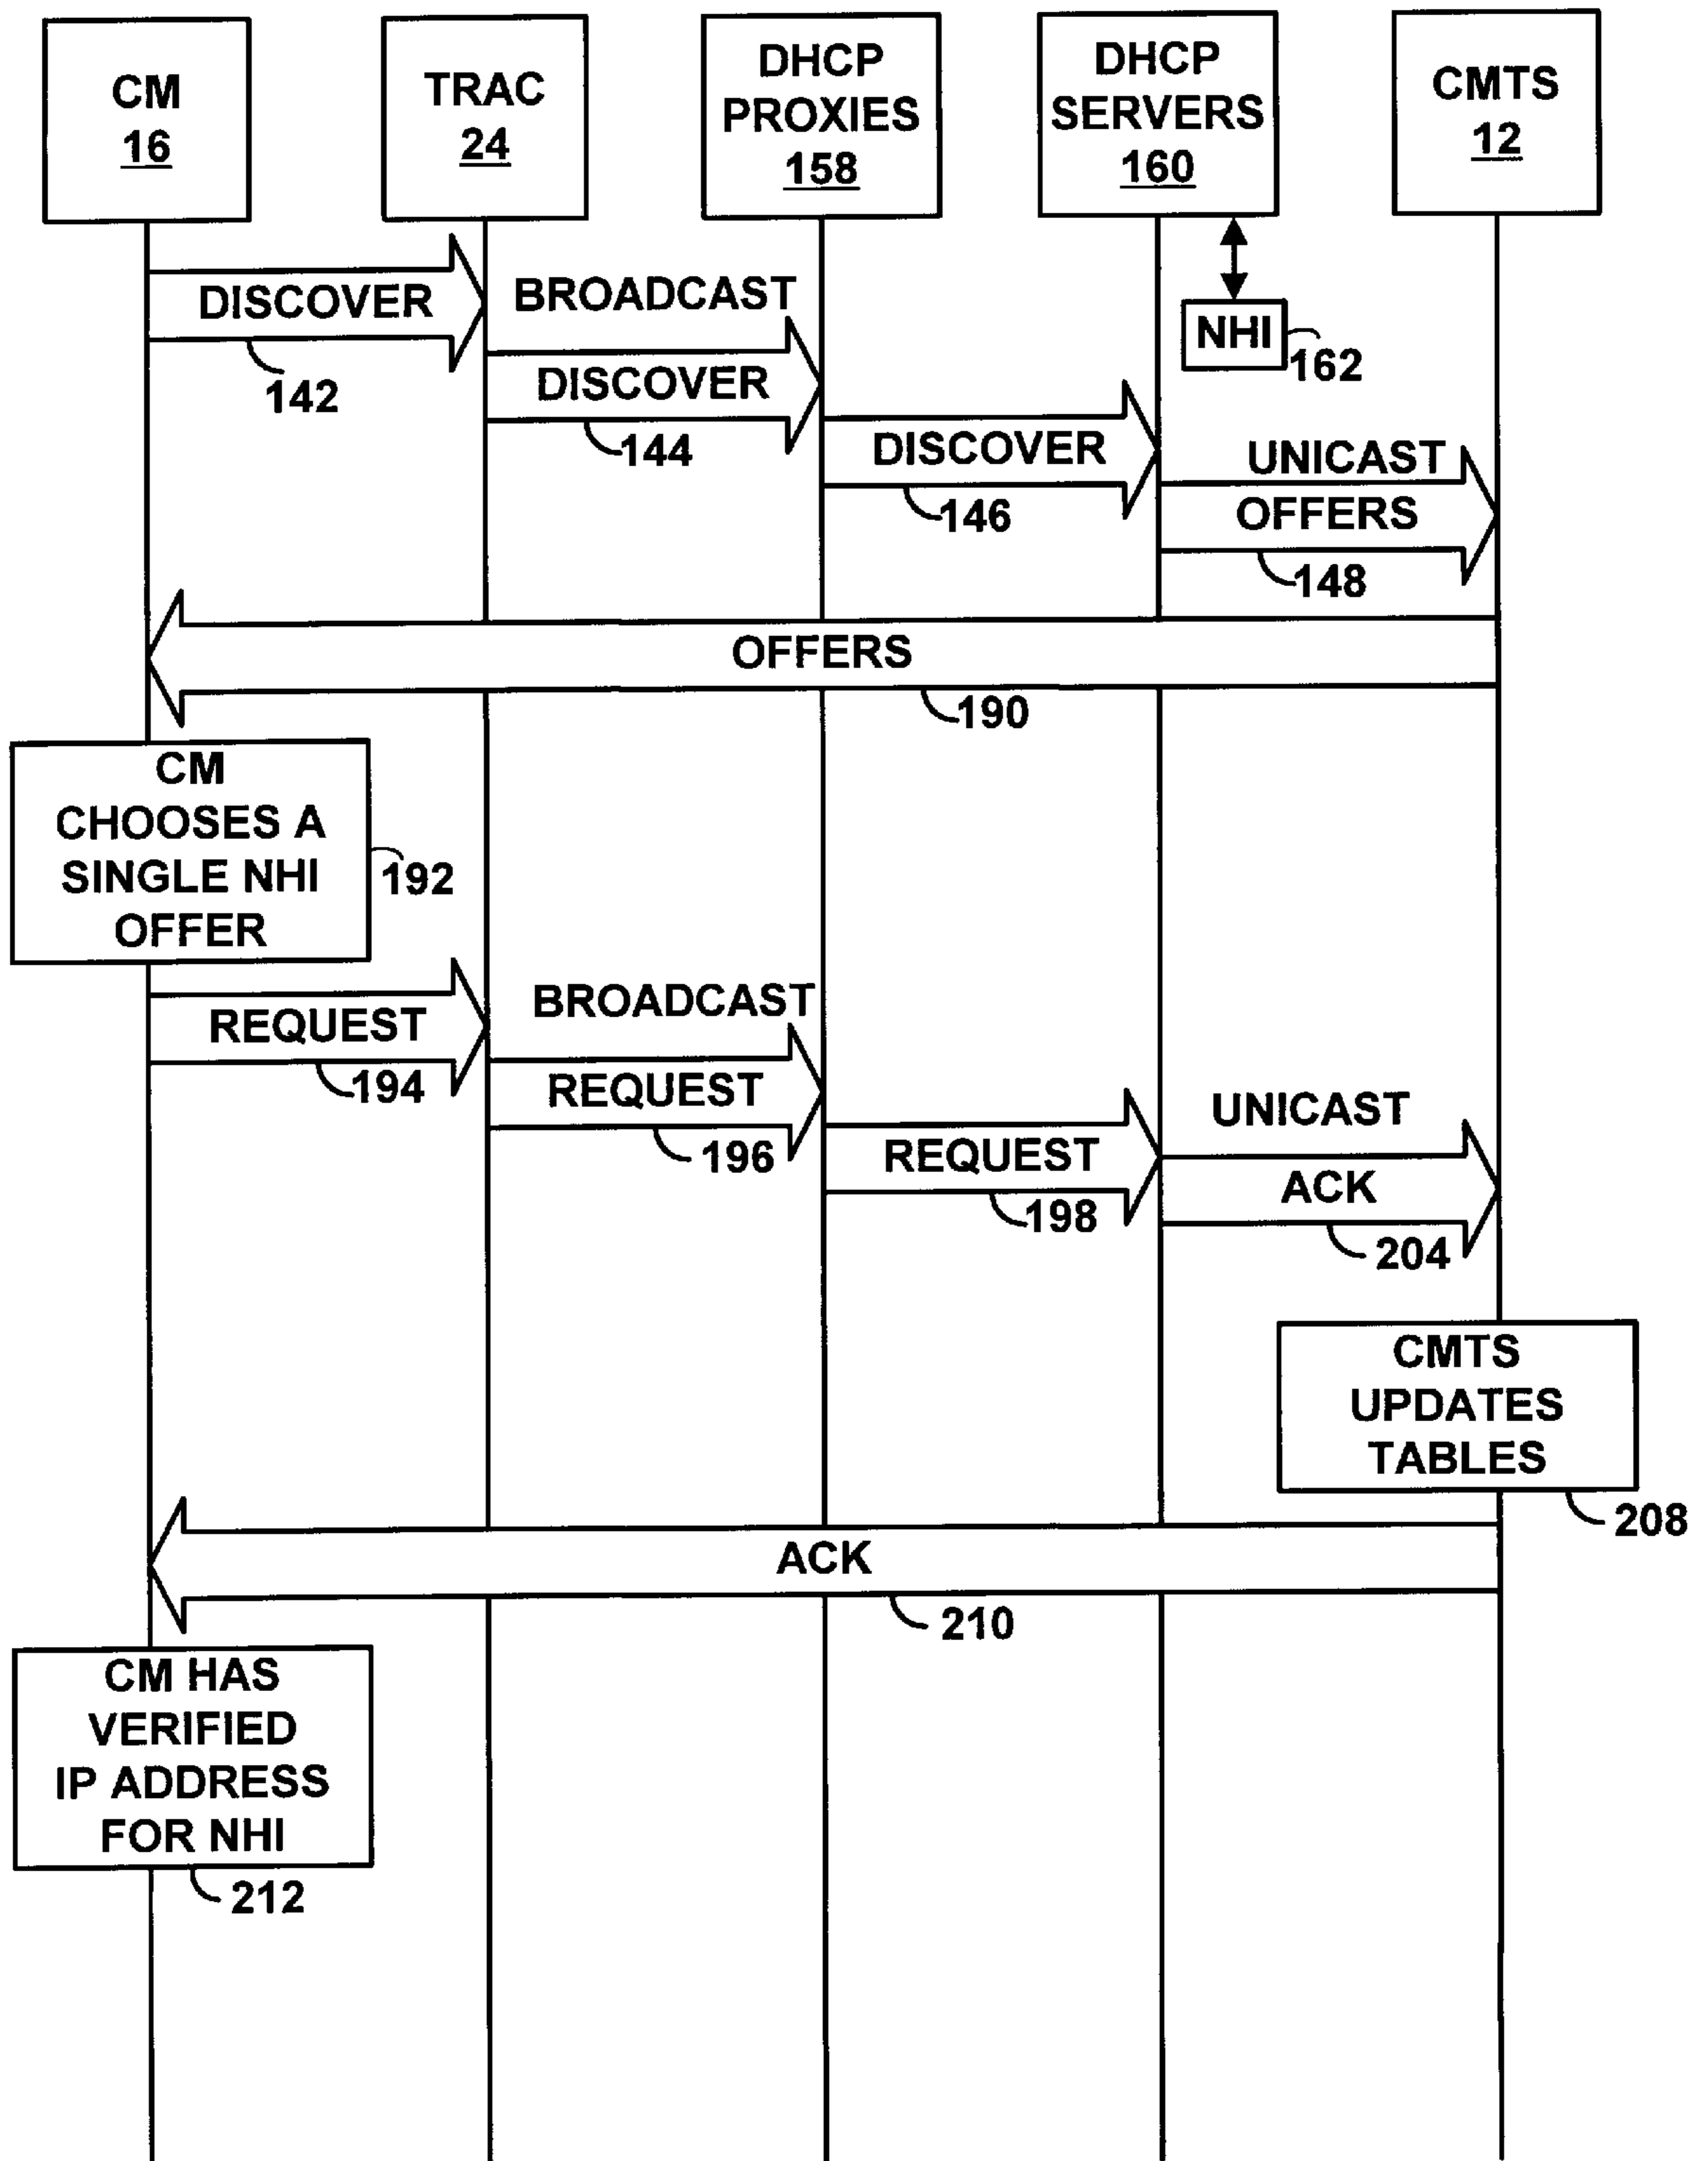 CM
16
TRAC
24
DHCP
PROXIES
158
DHCP
SERVERS
160
CMTS
12
DISCOVER
142
BROADCAST
DISCOVER
144
NHI
162
DISCOVER
146
UNICAST
OFFERS
148
OFFERS
190
CM
CHOOSES A
SINGLE NHI
OFFER
192
REQUEST
194
BROADCAST
REQUEST
196
REQUEST
198
UNICAST
ACK
204
CMTS
UPDATES
TABLES
208
ACK
210
CM HAS
VERIFIED
IP ADDRESS
FOR NHI
212